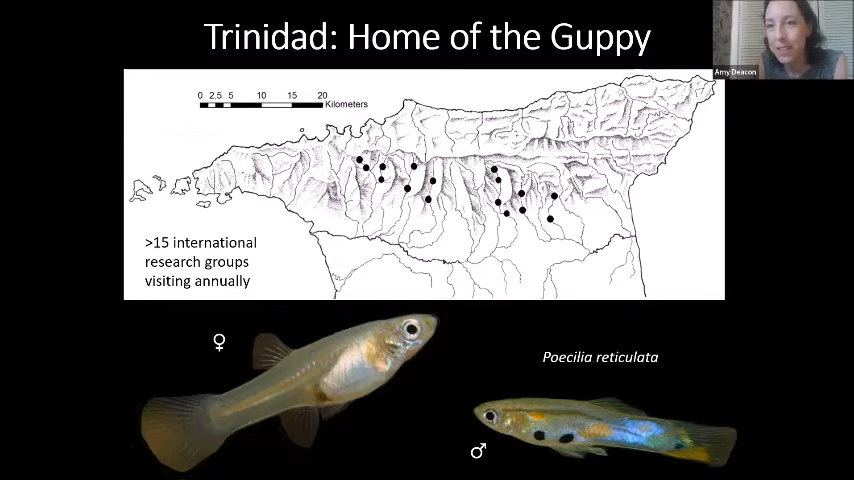 Trinidad: Home of the Guppy
Amy Deacon
0 2.5 5 10 15 20
Kilometers
>15 international
research groups
visiting annually
♀
Poecilia reticulata
♂